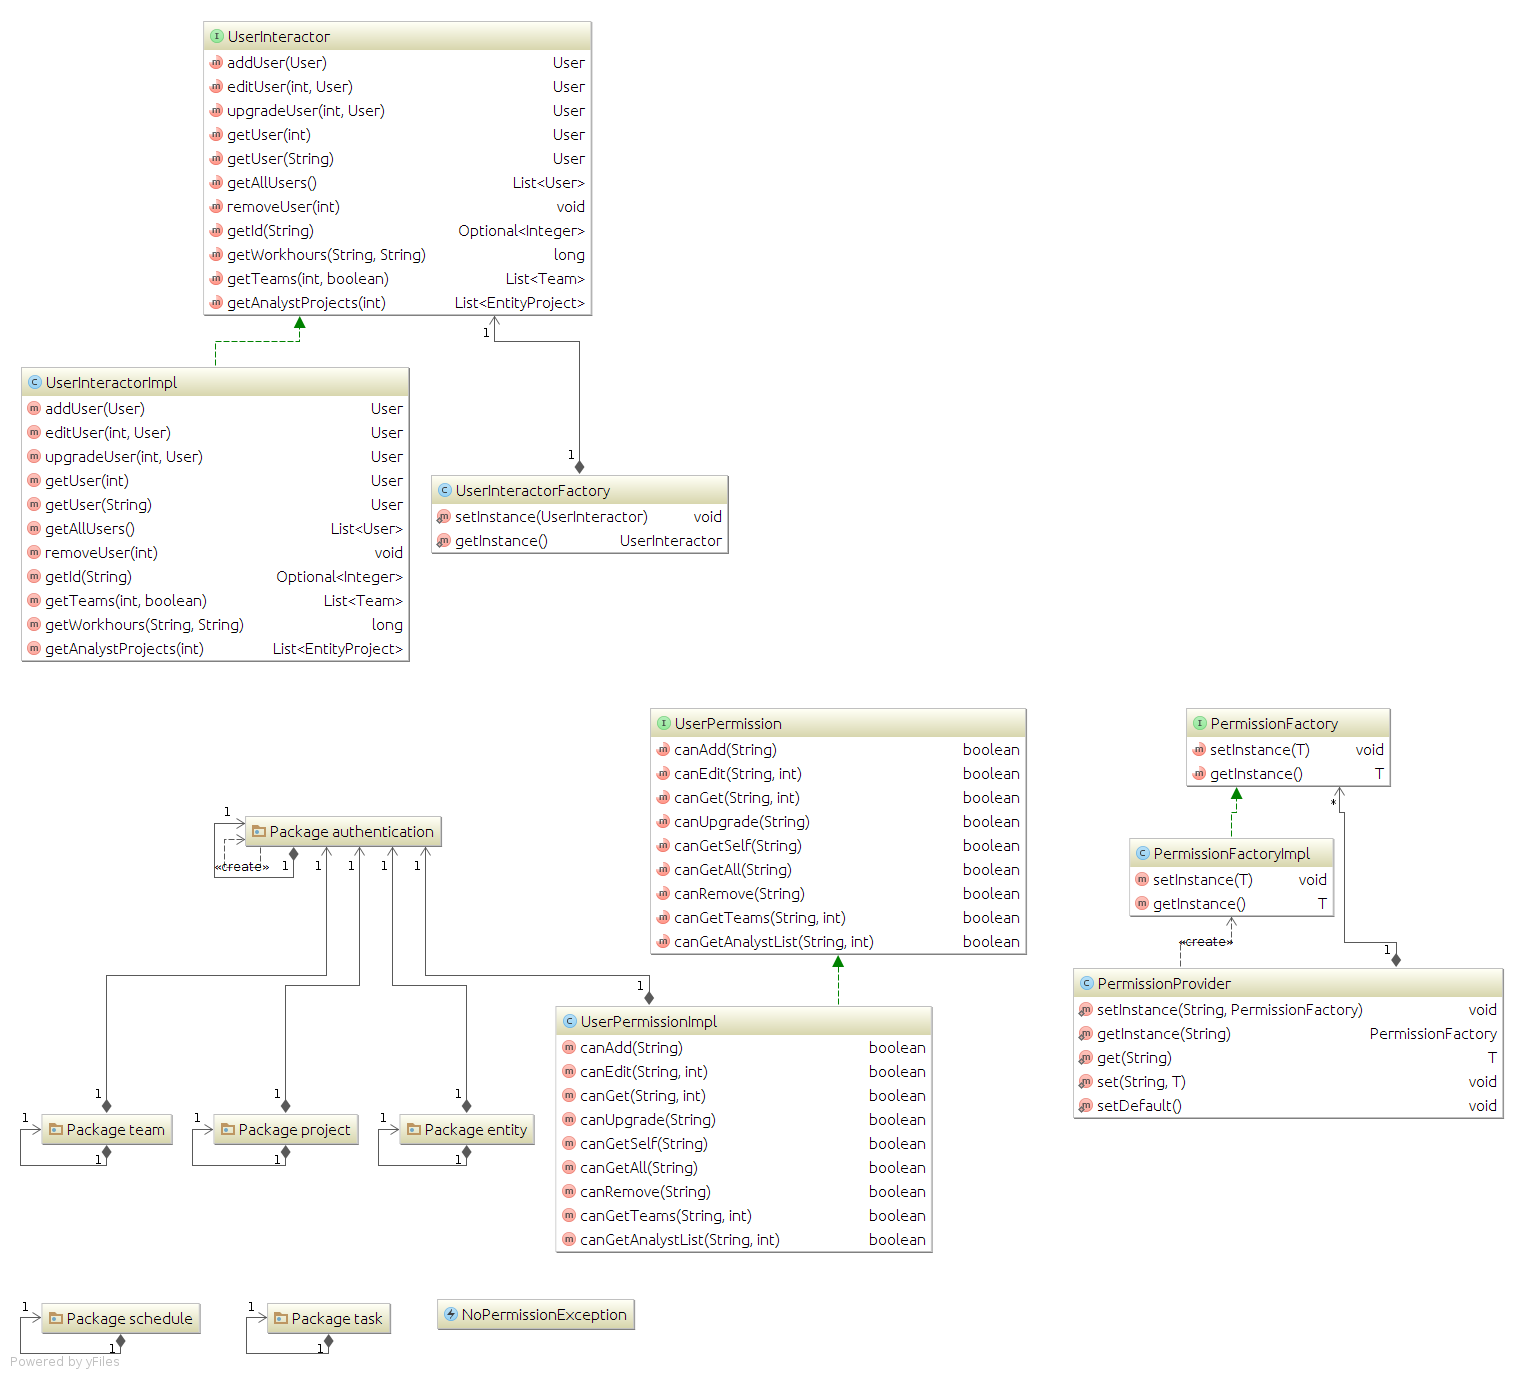 UserInteractor
addUser(User) User
editUser(int, User) User
upgradeUser(int, User) User
getUser(int) User
getUser(String) User
getAllUsers() List<User>
removeUser(int) void
getId(String) Optional<Integer>
getWorkhours(String, String) long
getTeams(int, boolean) List<Team>
getAnalystProjects(int) List<EntityProject>
1
1
UserInteractorImpl
addUser(User) User
editUser(int, User) User
upgradeUser(int, User) User
getUser(int) User
getUser(String) User
getAllUsers() List<User>
removeUser(int) void
getId(String) Optional<Integer>
getTeams(int, boolean) List<Team>
getWorkhours(String, String) long
getAnalystProjects(int) List<EntityProject>
UserInteractorFactory
setInstance(UserInteractor) void
getInstance() UserInteractor
UserPermission
canAdd(String) boolean
canEdit(String, int) boolean
canGet(String, int) boolean
canUpgrade(String) boolean
canGetSelf(String) boolean
canGetAll(String) boolean
canRemove(String) boolean
canGetTeams(String, int) boolean
canGetAnalystList(String, int) boolean
PermissionFactory
setInstance(T) void
getInstance() T
*
PermissionFactoryImpl
setInstance(T) void
getInstance() T
«create»
1
PermissionProvider
setInstance(String, PermissionFactory) void
getInstance(String) PermissionFactory
get(String) T
set(String, T) void
setDefault() void
1
Package authentication
«create» 1 1 1 1 1
1
UserPermissionImpl
canAdd(String) boolean
canEdit(String, int) boolean
canGet(String, int) boolean
canUpgrade(String) boolean
canGetSelf(String) boolean
canGetAll(String) boolean
canRemove(String) boolean
canGetTeams(String, int) boolean
canGetAnalystList(String, int) boolean
1 1 1
1 1 1
Package team
Package project
Package entity
1 1 1
1 1
Package schedule
Package task
1 1
NoPermissionException
Powered by yFiles